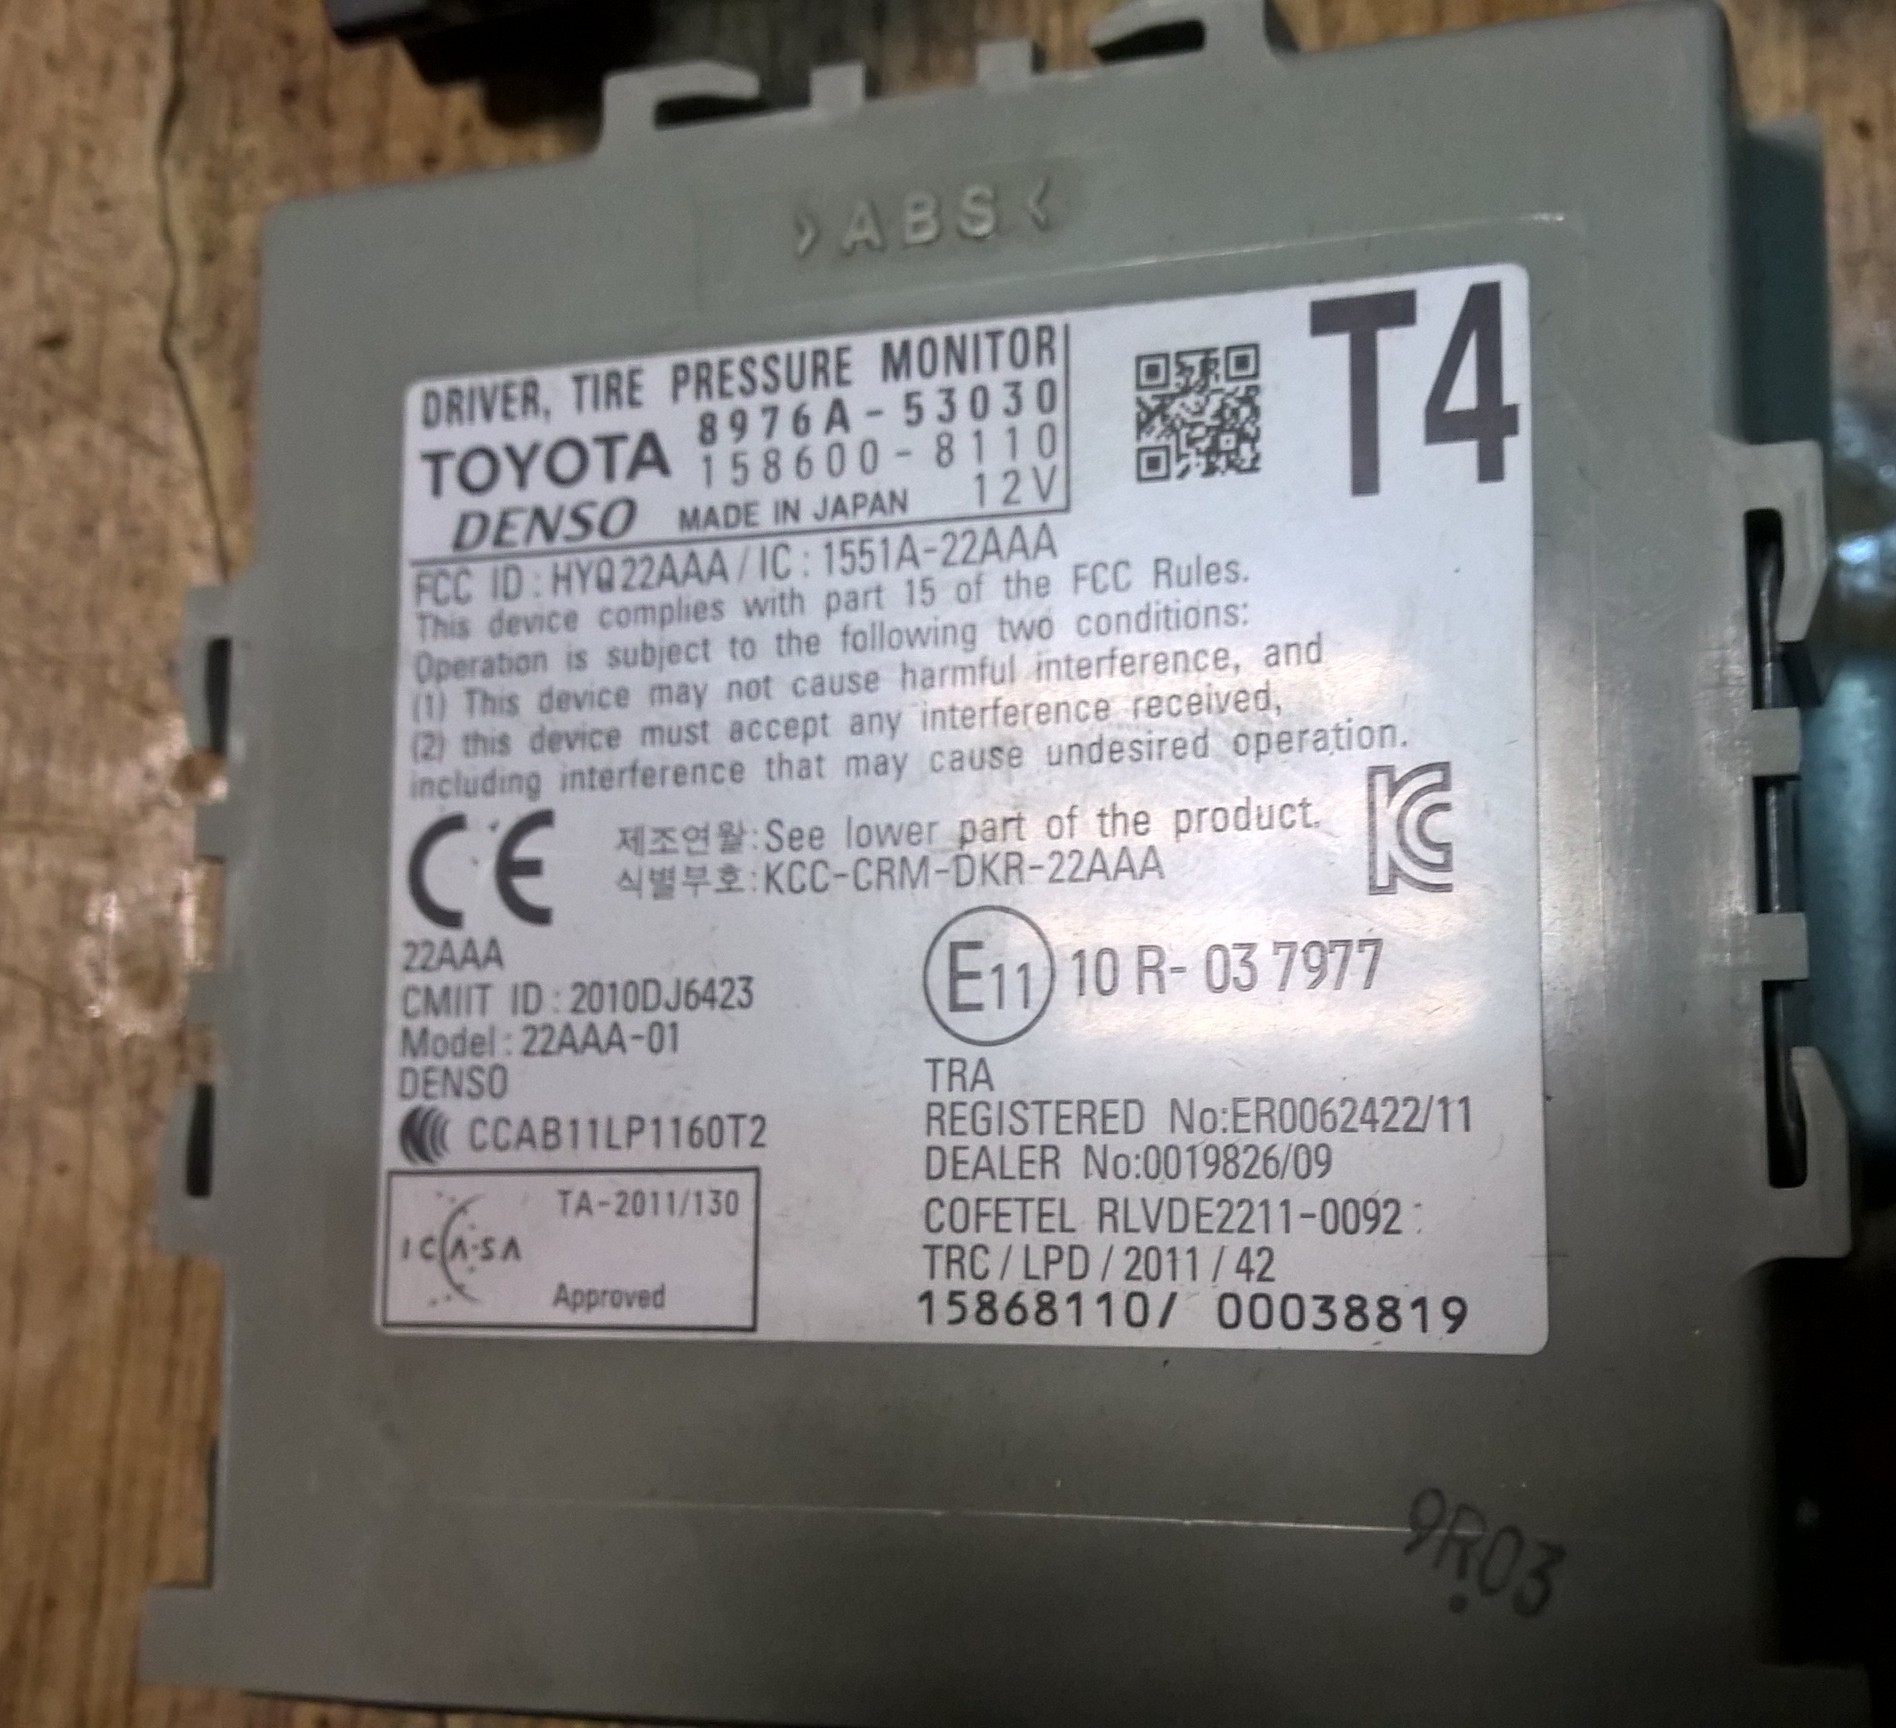 >ABS<
DRIVER, TIRE PRESSURE MONITOR
TOYOTA 8976A-53030
158600-8110
DENSO MADE IN JAPAN 12V
T4
FCC ID : HYQ22AAA / IC : 1551A-22AAA
This device complies with part 15 of the FCC Rules.
Operation is subject to the following two conditions:
(1) This device may not cause harmful interference, and
(2) this device must accept any interference received,
including interference that may cause undesired operation.
CE
제조연월:See lower part of the product.
식별부호:KCC-CRM-DKR-22AAA
KC
22AAA
CMIIT ID : 2010DJ6423
Model : 22AAA-01
DENSO
CCAB11LP1160T2
E11 10 R- 03 7977
TA-2011/130
ICASA
Approved
TRA
REGISTERED No:ER0062422/11
DEALER No:0019826/09
COFETEL RLVDE2211-0092
TRC / LPD / 2011 / 42
15868110/ 00038819
9R03